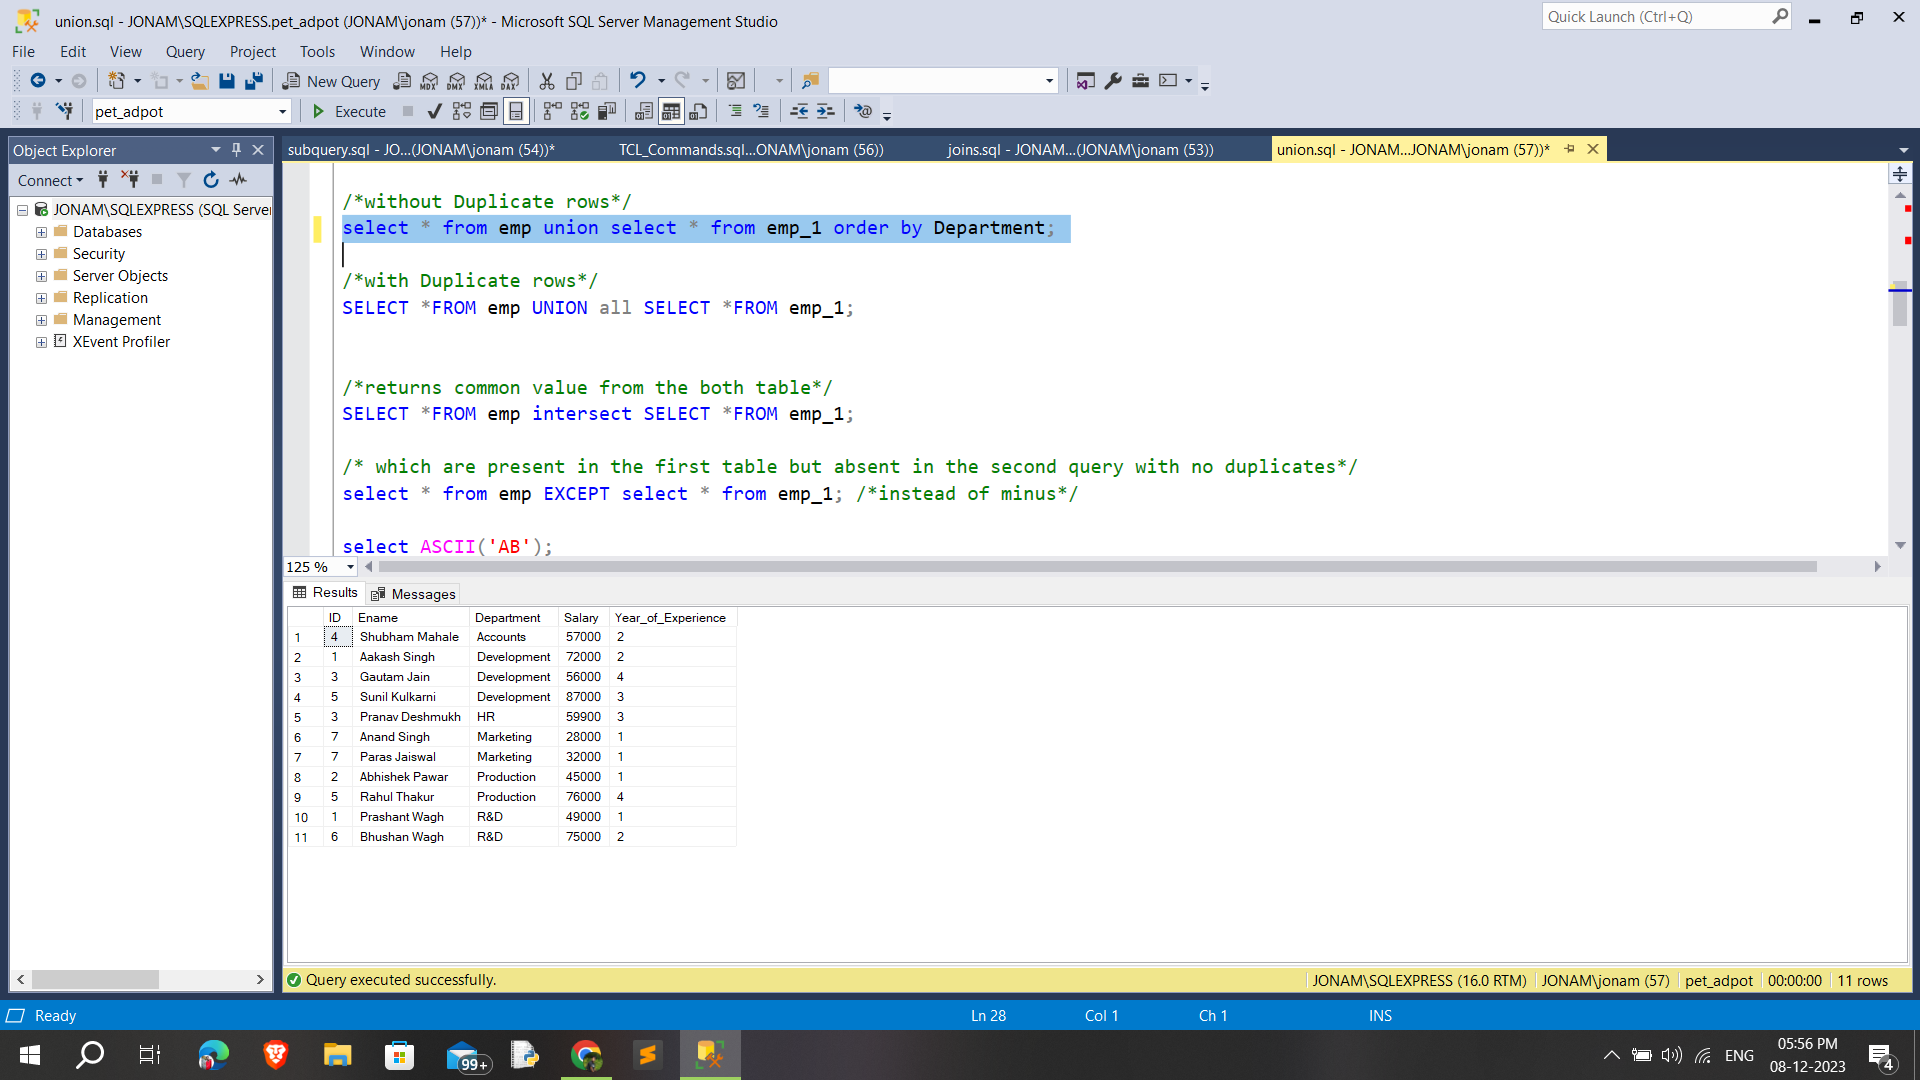 union.sql - JONAM\SQLEXPRESS.pet_adpot (JONAM\jonam (57))* - Microsoft SQL Server Management Studio
Quick Launch (Ctrl+Q)
File Edit View Query Project Tools Window Help
New Query
MDX DMX XMLA DAX
pet_adpot
Execute
Object Explorer
subquery.sql - JO...(JONAM\jonam (54))*
TCL_Commands.sql...ONAM\jonam (56))
joins.sql - JONAM...(JONAM\jonam (53))
union.sql - JONAM...JONAM\jonam (57))*
Connect
JONAM\SQLEXPRESS (SQL Server
Databases
Security
Server Objects
Replication
Management
XEvent Profiler
/*without Duplicate rows*/
select * from emp union select * from emp_1 order by Department;
/*with Duplicate rows*/
SELECT *FROM emp UNION all SELECT *FROM emp_1;
/*returns common value from the both table*/
SELECT *FROM emp intersect SELECT *FROM emp_1;
/* which are present in the first table but absent in the second query with no duplicates*/
select * from emp EXCEPT select * from emp_1; /*instead of minus*/
select ASCII('AB');
125 %
Results Messages
ID Ename Department Salary Year_of_Experience
1 4 Shubham Mahale Accounts 57000 2
2 1 Aakash Singh Development 72000 2
3 3 Gautam Jain Development 56000 4
4 5 Sunil Kulkarni Development 87000 3
5 3 Pranav Deshmukh HR 59900 3
6 7 Anand Singh Marketing 28000 1
7 7 Paras Jaiswal Marketing 32000 1
8 2 Abhishek Pawar Production 45000 1
9 5 Rahul Thakur Production 76000 4
10 1 Prashant Wagh R&D 49000 1
11 6 Bhushan Wagh R&D 75000 2
Query executed successfully.
JONAM\SQLEXPRESS (16.0 RTM) JONAM\jonam (57) pet_adpot 00:00:00 11 rows
Ready
Ln 28 Col 1 Ch 1 INS
99+
ENG
05:56 PM
08-12-2023
4